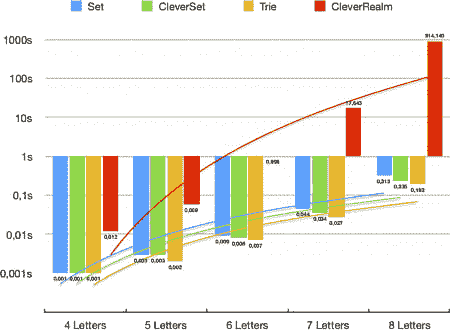 Set CleverSet Trie CleverRealm
1000s
914,140
100s
10s
17,643
1s
0,998
0,313 0,235 0,193
0,1s
0,044 0,034 0,027
0,059
0,01s
0,012
0,009 0,008 0,007
0,003 0,003 0,002
0,001s
0,001 0,001 0,001
4 Letters 5 Letters 6 Letters 7 Letters 8 Letters